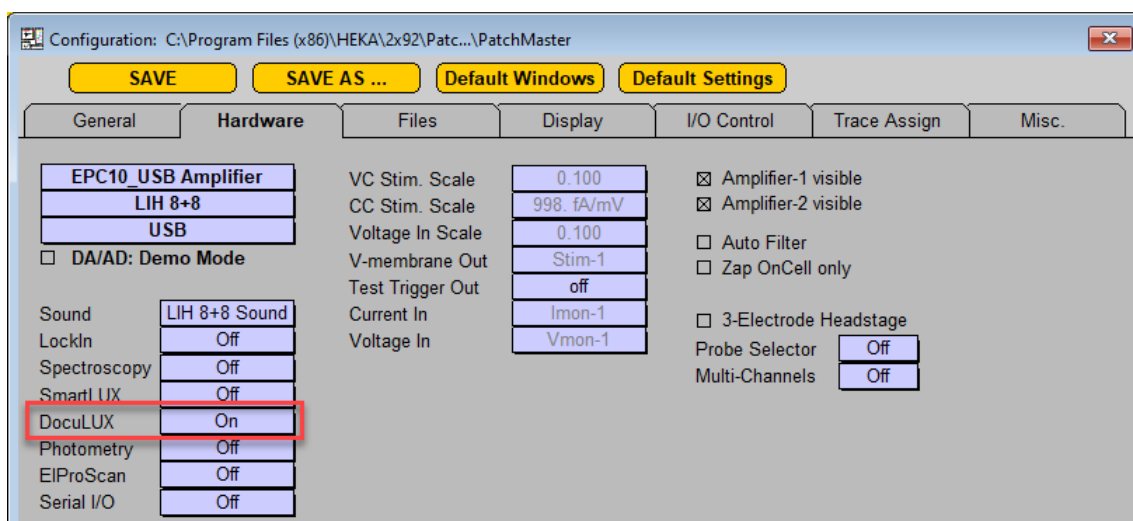 Configuration: C:\Program Files (x86)\HEKA\2x92\Patc...\PatchMaster
SAVE SAVE AS ... Default Windows Default Settings
General Hardware Files Display I/O Control Trace Assign Misc.
EPC10_USB Amplifier
LIH 8+8
USB
DA/AD: Demo Mode
Sound LIH 8+8 Sound
LockIn Off
Spectroscopy Off
SmartLUX Off
DocuLUX On
Photometry Off
ElProScan Off
Serial I/O Off
VC Stim. Scale 0.100
CC Stim. Scale 998. fA/mV
Voltage In Scale 0.100
V-membrane Out Stim-1
Test Trigger Out off
Current In Imon-1
Voltage In Vmon-1
Amplifier-1 visible
Amplifier-2 visible
Auto Filter
Zap OnCell only
3-Electrode Headstage
Probe Selector Off
Multi-Channels Off